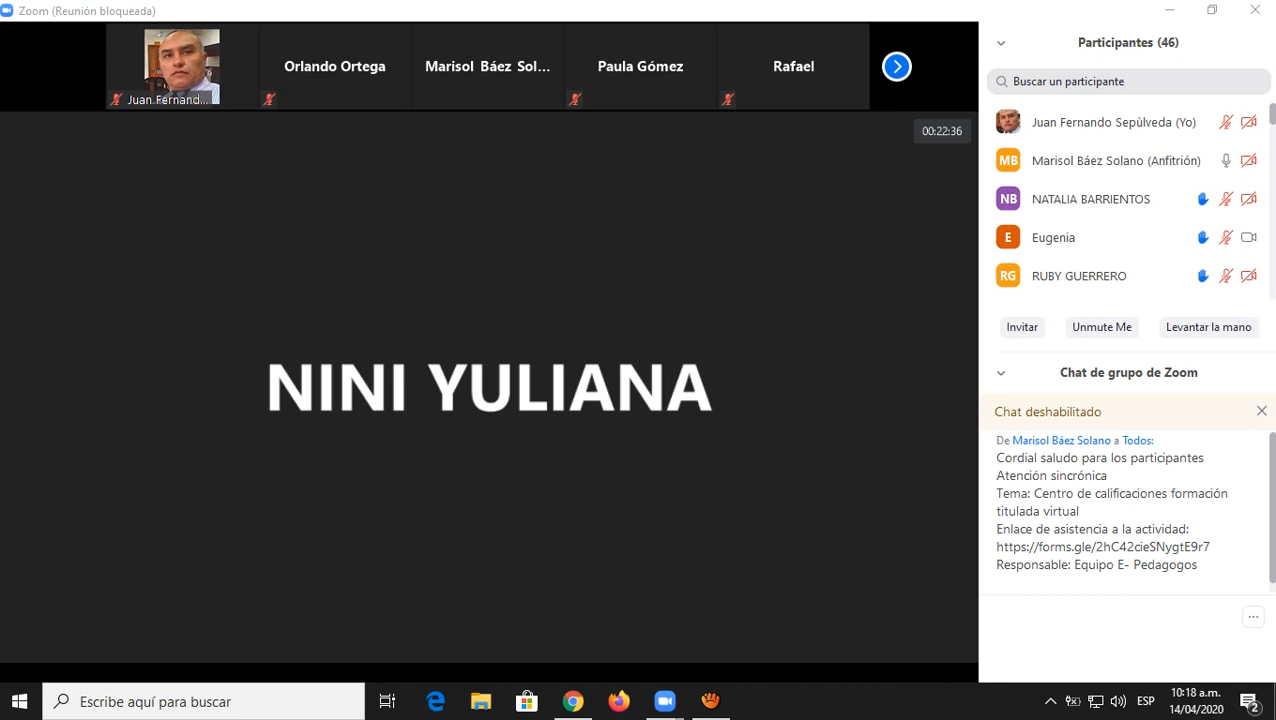 Zoom (Reunión bloqueada)
Juan Fernand...
Orlando Ortega
Marisol Báez Sol...
Paula Gómez
Rafael
00:22:36
NINI YULIANA
Participantes (46)
Buscar un participante
Juan Fernando Sepùlveda (Yo)
MB Marisol Báez Solano (Anfitrión)
NB NATALIA BARRIENTOS
E Eugenia
RG RUBY GUERRERO
Invitar Unmute Me Levantar la mano
Chat de grupo de Zoom
Chat deshabilitado
De Marisol Báez Solano a Todos:
Cordial saludo para los participantes
Atención sincrónica
Tema: Centro de calificaciones formación
titulada virtual
Enlace de asistencia a la actividad:
https://forms.gle/2hC42cieSNygtE9r7
Responsable: Equipo E- Pedagogos
Escribe aquí para buscar
ESP
10:18 a.m.
14/04/2020
2